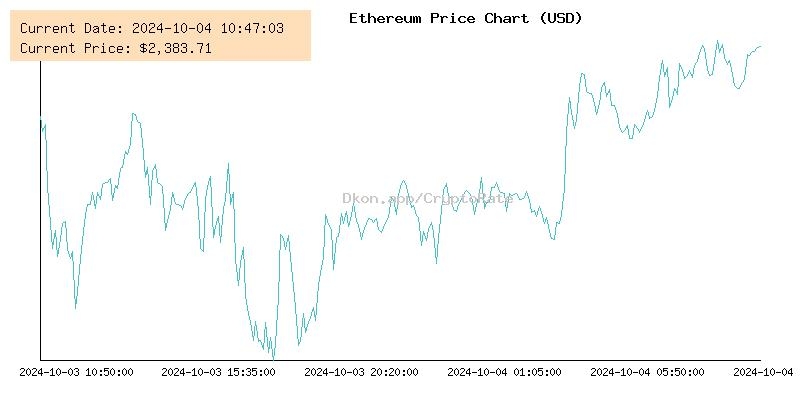 Ethereum Price Chart (USD)
Current Date: 2024-10-04 10:47:03
Current Price: $2,383.71
Dkon.app/CryptoRate
2024-10-03 10:50:00 2024-10-03 15:35:00 2024-10-03 20:20:00 2024-10-04 01:05:00 2024-10-04 05:50:00 2024-10-04